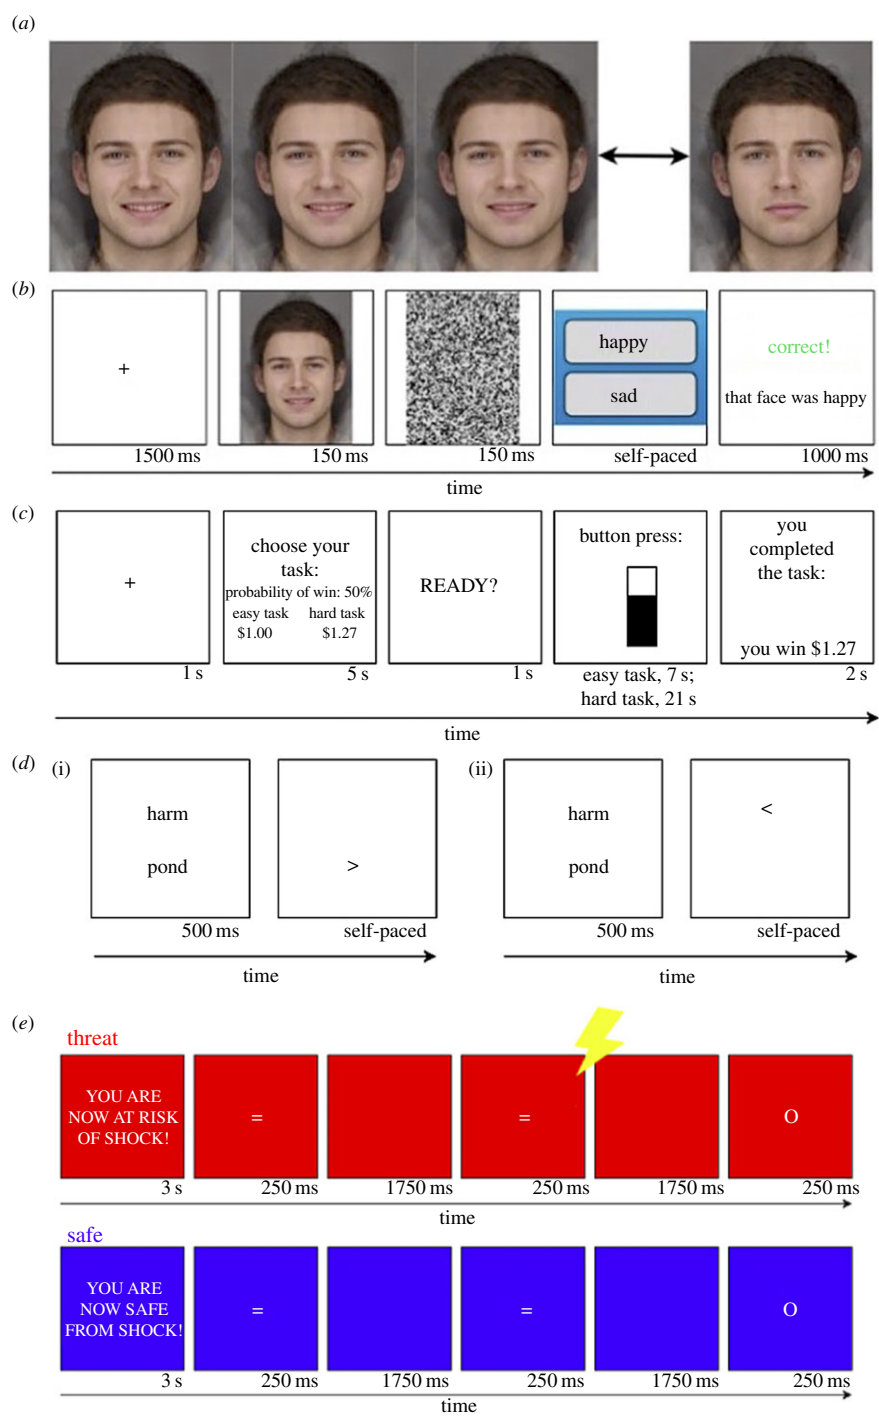 (a)
(b)
+
happy
sad
correct!
that face was happy
1500 ms
150 ms
150 ms
self-paced
1000 ms
time
(c)
+
choose your
task:
probability of win: 50%
easy task hard task
$1.00 $1.27
READY?
button press:
you
completed
the task:
you win $1.27
1 s
5 s
1 s
easy task, 7 s;
hard task, 21 s
2 s
time
(d)
(i)
harm
pond
>
500 ms
self-paced
time
(ii)
harm
pond
<
500 ms
self-paced
time
(e)
threat
YOU ARE
NOW AT RISK
OF SHOCK!
=
=
O
3 s
250 ms
1750 ms
250 ms
1750 ms
250 ms
time
safe
YOU ARE
NOW SAFE
FROM SHOCK!
=
=
O
3 s
250 ms
1750 ms
250 ms
1750 ms
250 ms
time